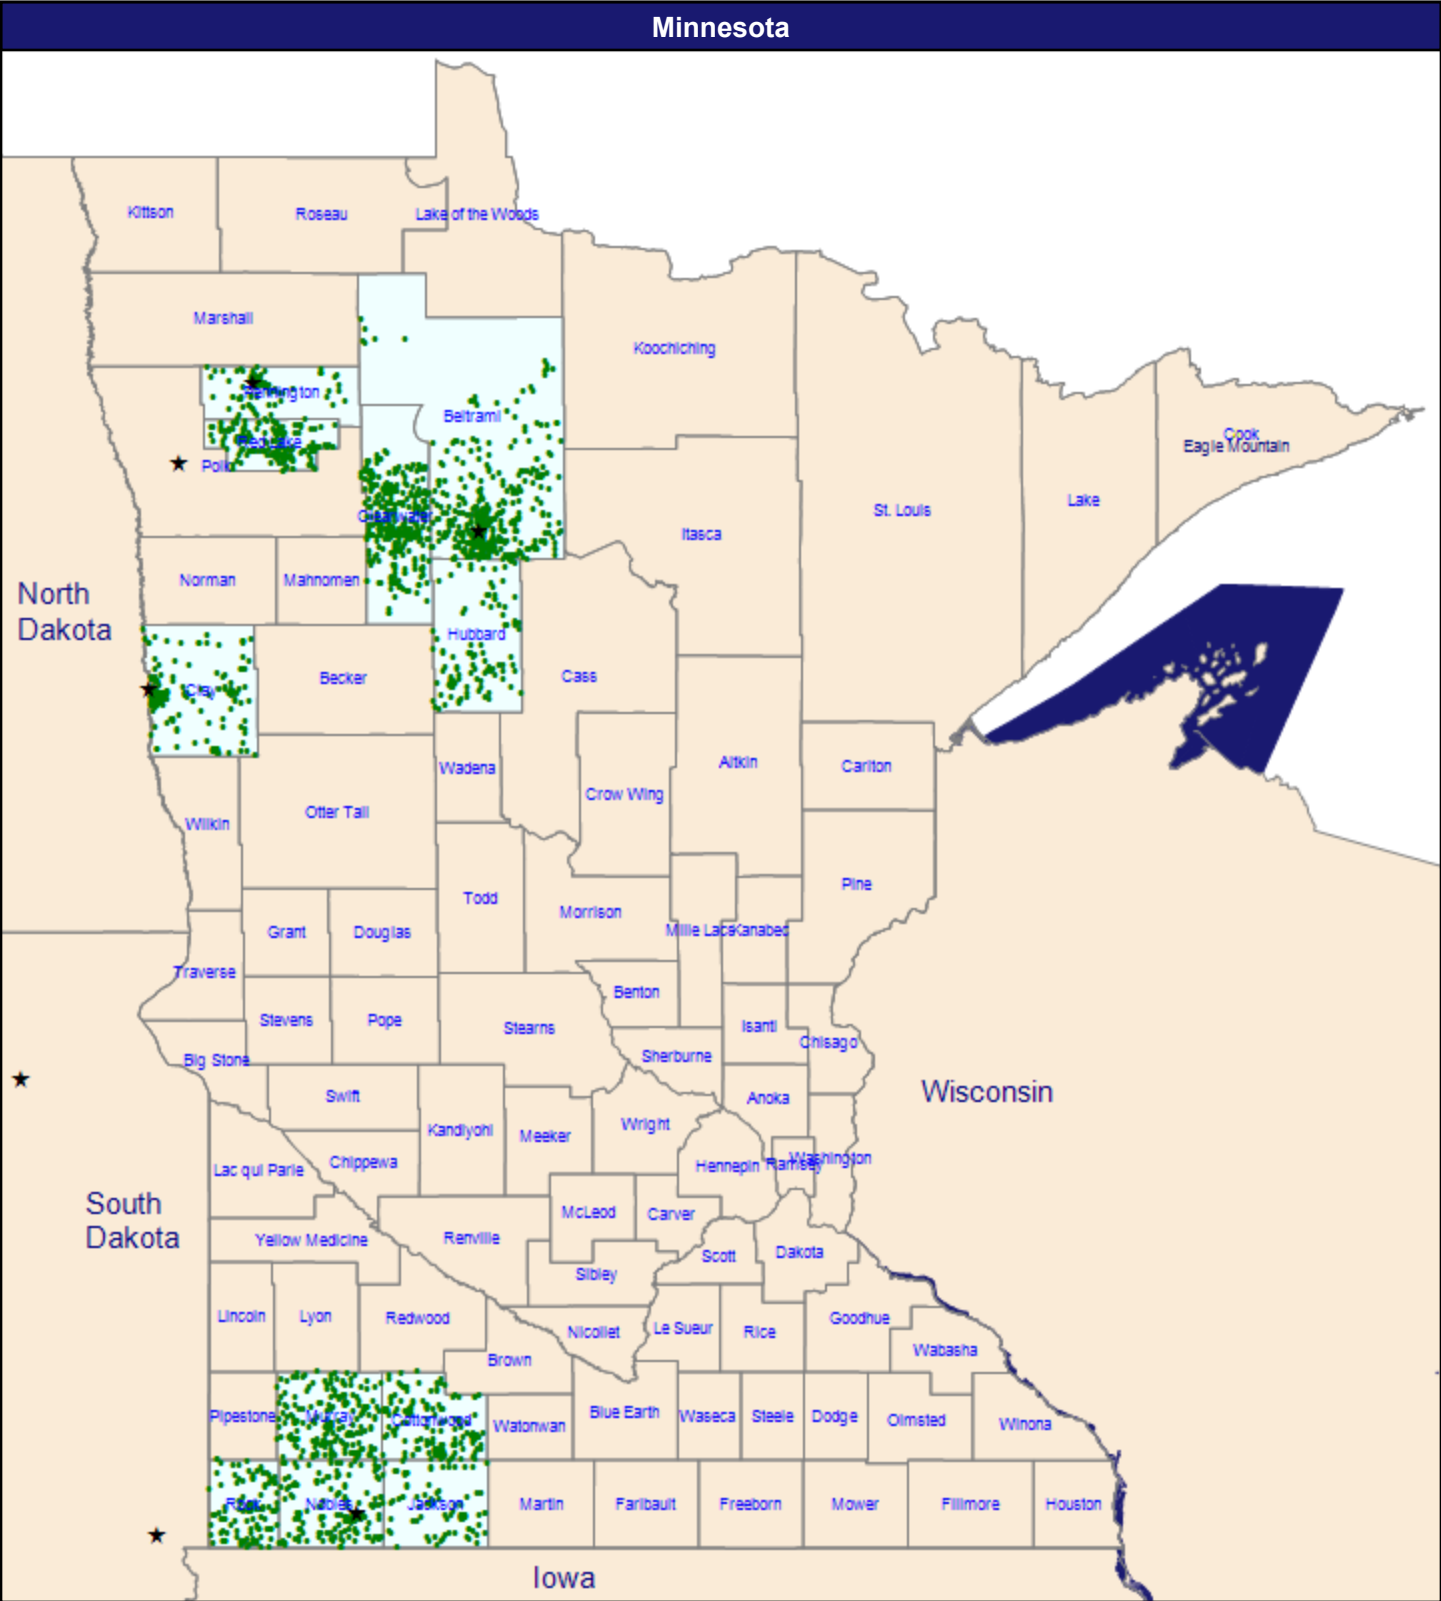 Minnesota
Kittson
Roseau
Lake of the Woods
Marshall
Koochiching
Pennington
Beltrami
Cook
Eagle Mountain
Red Lake
Polk
Lake
St. Louis
Clearwater
Itasca
North
Dakota
Norman
Mahnomen
Hubbard
Clay
Becker
Cass
Wadena
Aitkin
Carlton
Crow Wing
Otter Tail
Wilkin
Pine
Todd
Morrison
Grant
Douglas
Mille Lacs
Kanabec
Traverse
Benton
Stevens
Pope
Stearns
Isanti
Chisago
Big Stone
Sherburne
Swift
Anoka
Wisconsin
Kandiyohi
Meeker
Wright
Lac qui Parle
Chippewa
Hennepin
Ramsey
Washington
South
Dakota
McLeod
Carver
Yellow Medicine
Renville
Scott
Dakota
Sibley
Lincoln
Lyon
Redwood
Nicollet
Le Sueur
Rice
Goodhue
Brown
Wabasha
Pipestone
Murray
Cottonwood
Watonwan
Blue Earth
Waseca
Steele
Dodge
Olmsted
Winona
Rock
Nobles
Jackson
Martin
Faribault
Freeborn
Mower
Fillmore
Houston
Iowa